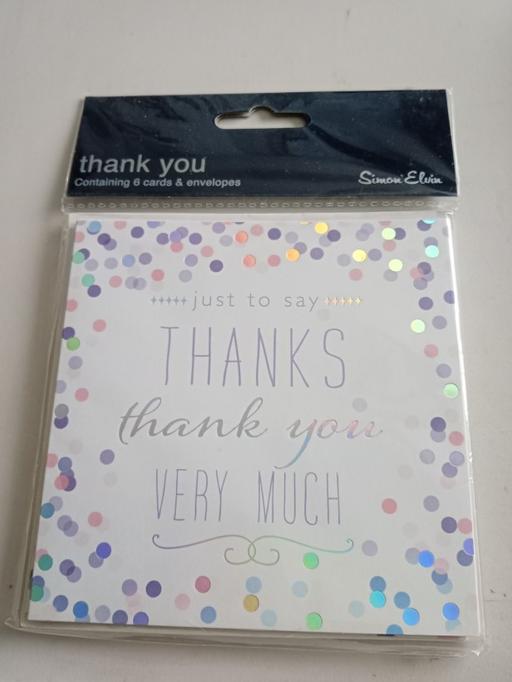 thank you
Containing 6 cards & envelopes
Simon Elvin
just to say
THANKS
thank you
VERY MUCH